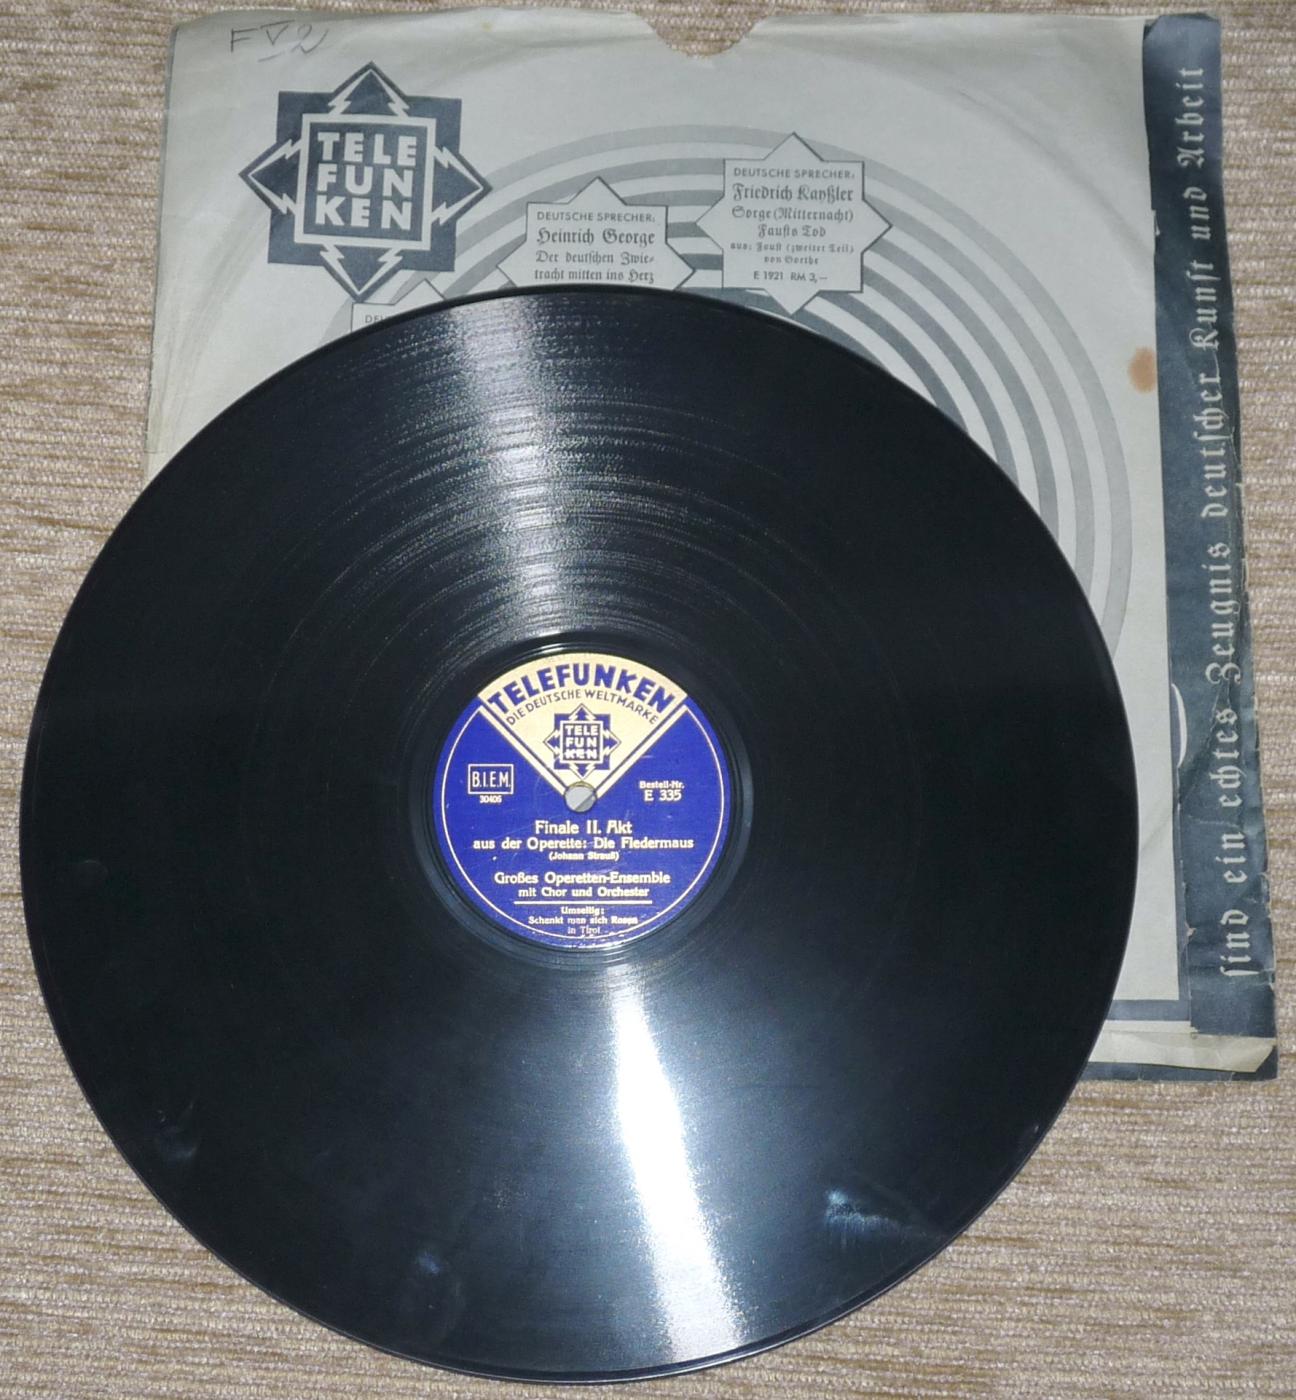 FV2
TELE
FUN
KEN
DEUTSCHE SPRECHER:
Friedrich Kayßler
Sorge (Mitternacht)
Fausts Tod
aus: Faust (zweiter Teil)
von Goethe
E 1921 RM 3,–
DEUTSCHE SPRECHER:
Heinrich George
Der deutschen Zwie-
tracht mitten ins Herz
sind ein echtes Zeugnis deutscher Kunst und Arbeit
TELEFUNKEN
DIE DEUTSCHE WELTMARKE
TELE
FUN
KEN
B.I.E.M.
30405
Bestell-Nr.
E 335
Finale II. Akt
aus der Operette: Die Fledermaus
(Johann Strauß)
Großes Operetten-Ensemble
mit Chor und Orchester
Umseitig:
Schenkt man sich Rosen
in Tirol